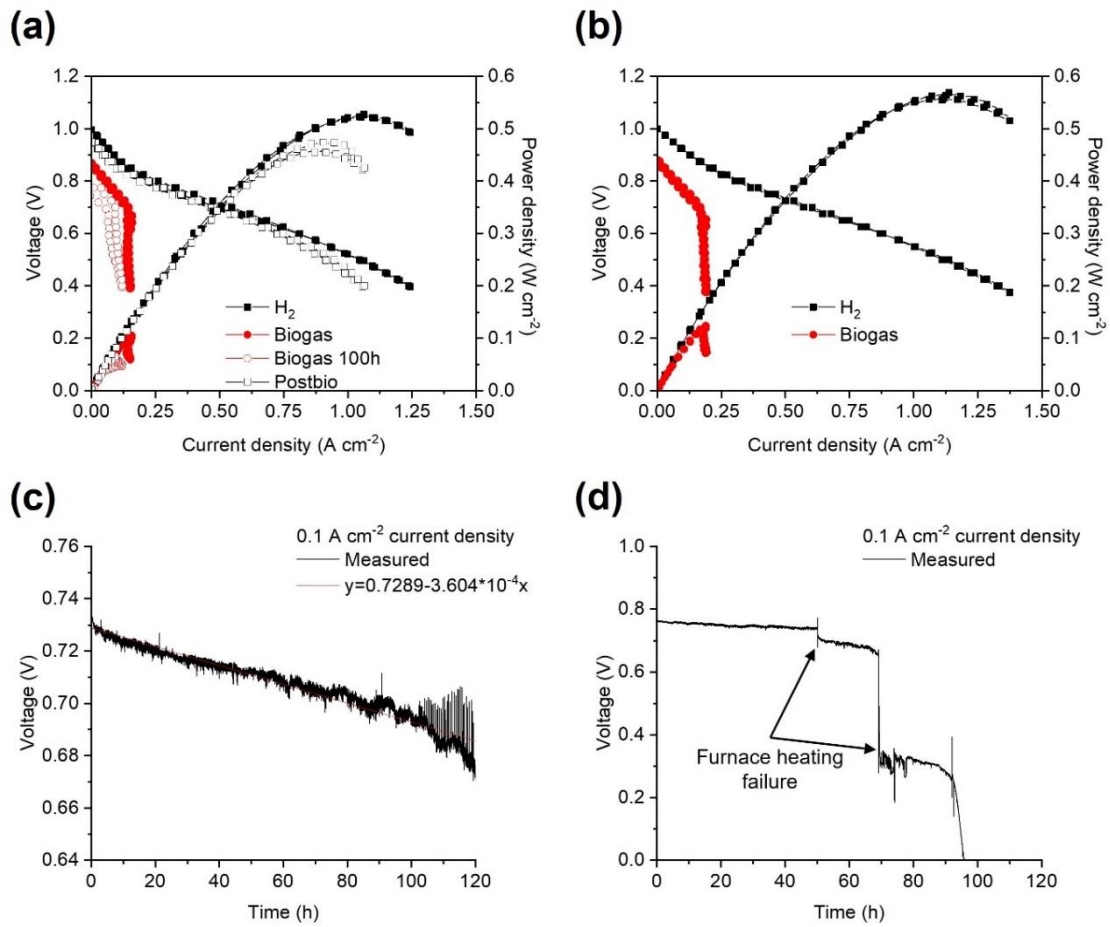 (a)
1.2
1.0
0.8
0.6
0.4
0.2
0.0
Voltage (V)
0.6
0.5
0.4
0.3
0.2
0.1
0.0
Power density (W cm⁻²)
H₂
Biogas
Biogas 100h
Postbio
0.00 0.25 0.50 0.75 1.00 1.25 1.50
Current density (A cm⁻²)
(b)
1.2
1.0
0.8
0.6
0.4
0.2
0.0
Voltage (V)
0.6
0.5
0.4
0.3
0.2
0.1
0.0
Power density (W cm⁻²)
H₂
Biogas
0.00 0.25 0.50 0.75 1.00 1.25 1.50
Current density (A cm⁻²)
(c)
0.1 A cm⁻² current density
Measured
y=0.7289-3.604*10⁻⁴x
0.76
0.74
0.72
0.70
0.68
0.66
0.64
Voltage (V)
0 20 40 60 80 100 120
Time (h)
(d)
0.1 A cm⁻² current density
Measured
1.0
0.8
0.6
0.4
0.2
0.0
Voltage (V)
Furnace heating
failure
0 20 40 60 80 100 120
Time (h)